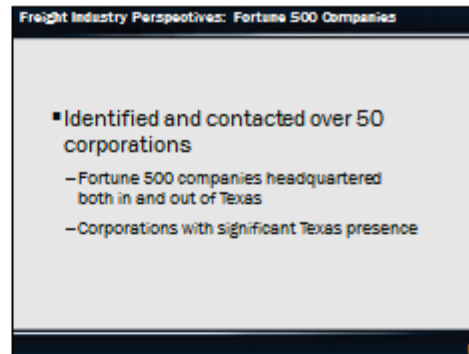 Freight Industry Perspectives: Fortune 500 Companies
▪Identified and contacted over 50
corporations
–Fortune 500 companies headquartered
both in and out of Texas
–Corporations with significant Texas presence